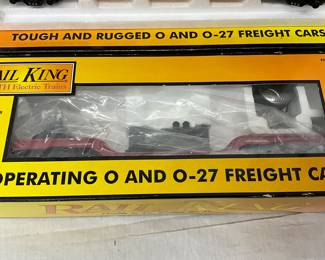 TOUGH AND RUGGED O AND O-27 FREIGHT CARS
AIL KING
TH Electric Trains
OPERATING O AND O-27 FREIGHT CA